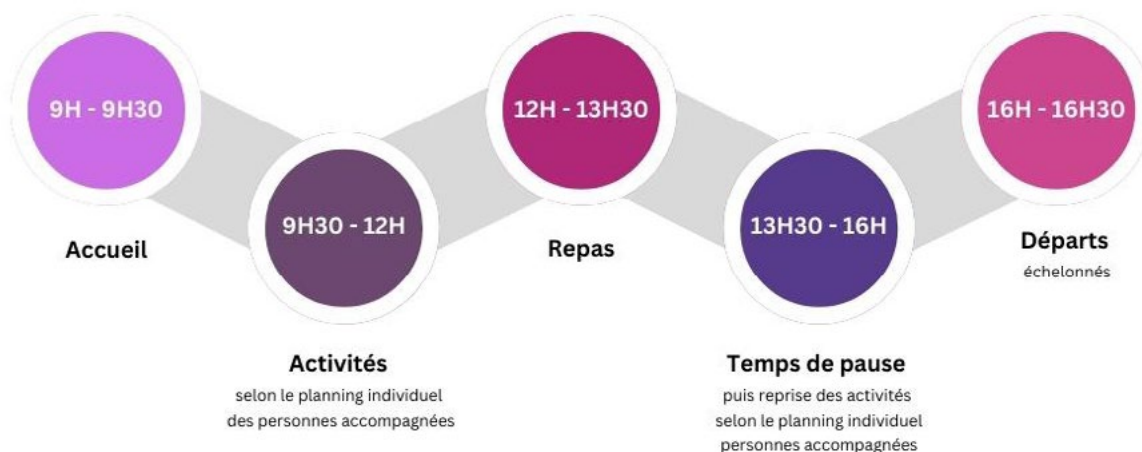 9H - 9H30
Accueil
9H30 - 12H
Activités
selon le planning individuel
des personnes accompagnées
12H - 13H30
Repas
13H30 - 16H
Temps de pause
puis reprise des activités
selon le planning individuel
personnes accompagnées
16H - 16H30
Départs
échelonnés